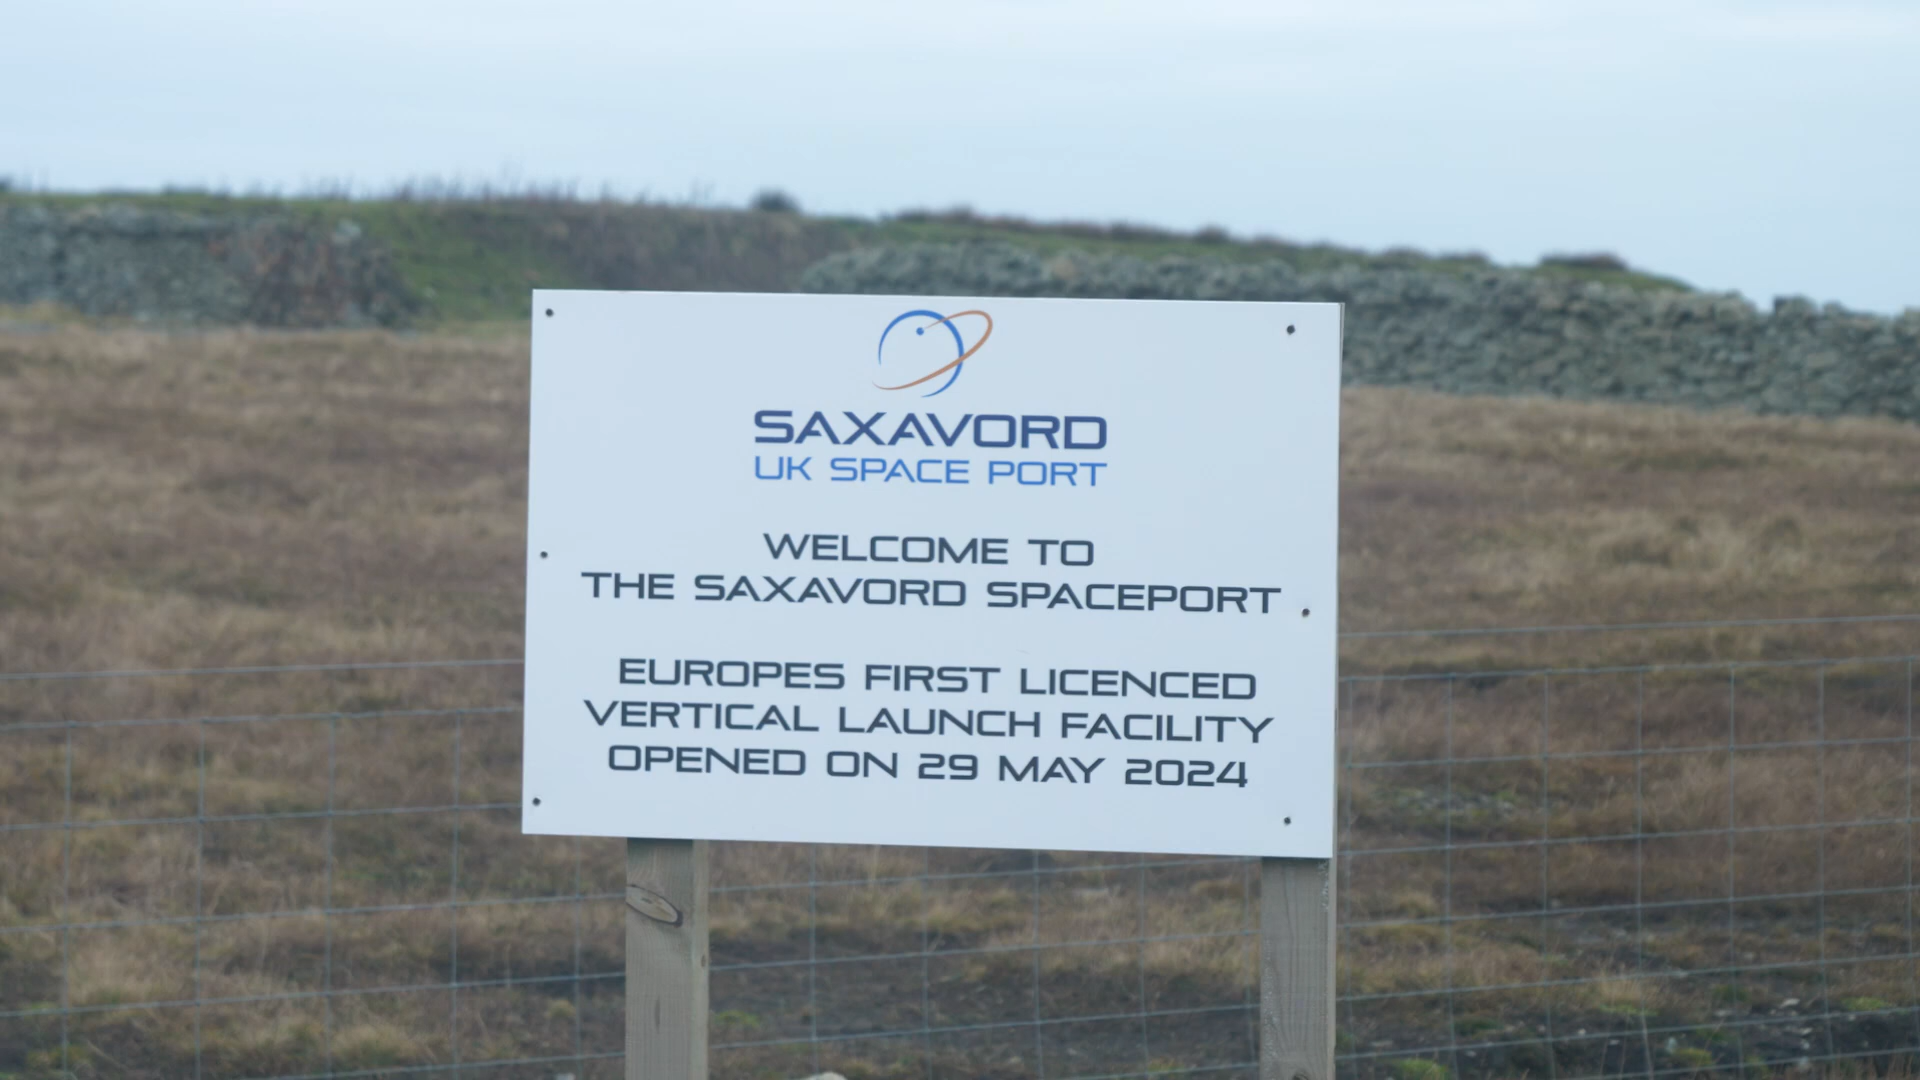 SAXAVORD
UK SPACE PORT
WELCOME TO
THE SAXAVORD SPACEPORT
EUROPES FIRST LICENCED
VERTICAL LAUNCH FACILITY
OPENED ON 29 MAY 2024